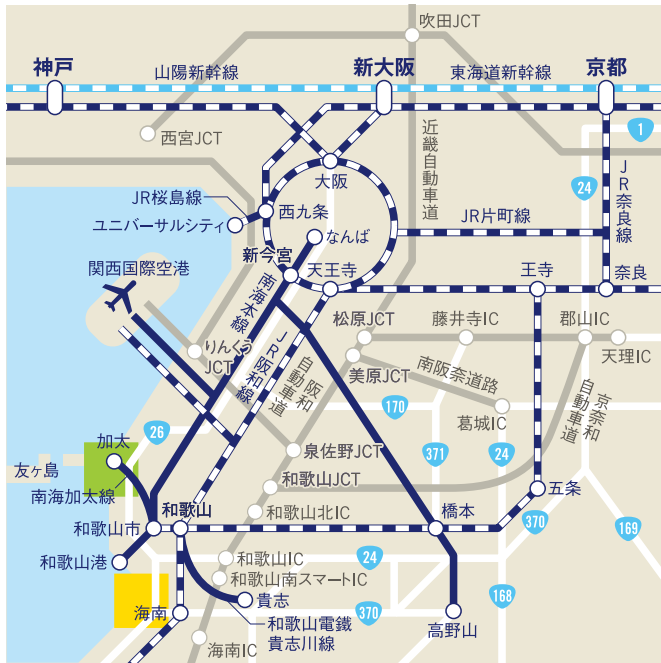 吹田JCT
神戸
山陽新幹線
新大阪
東海道新幹線
京都
西宮JCT
近畿自動車道
1
大阪
24
JR奈良線
JR桜島線
西九条
ユニバーサルシティ
なんば
JR片町線
新今宮
関西国際空港
天王寺
王寺
奈良
南海本線
りんくう
JCT
JR阪和線
阪和
自動車道
松原JCT
藤井寺IC
郡山IC
天理IC
美原JCT
南阪奈道路
170
葛城IC
京奈和
自動車道
26
371
24
加太
泉佐野JCT
友ヶ島
南海加太線
和歌山JCT
五条
和歌山市
和歌山
和歌山北IC
橋本
370
169
和歌山港
和歌山IC
24
和歌山南スマートIC
168
海南
貴志
370
高野山
和歌山電鐵
貴志川線
海南IC